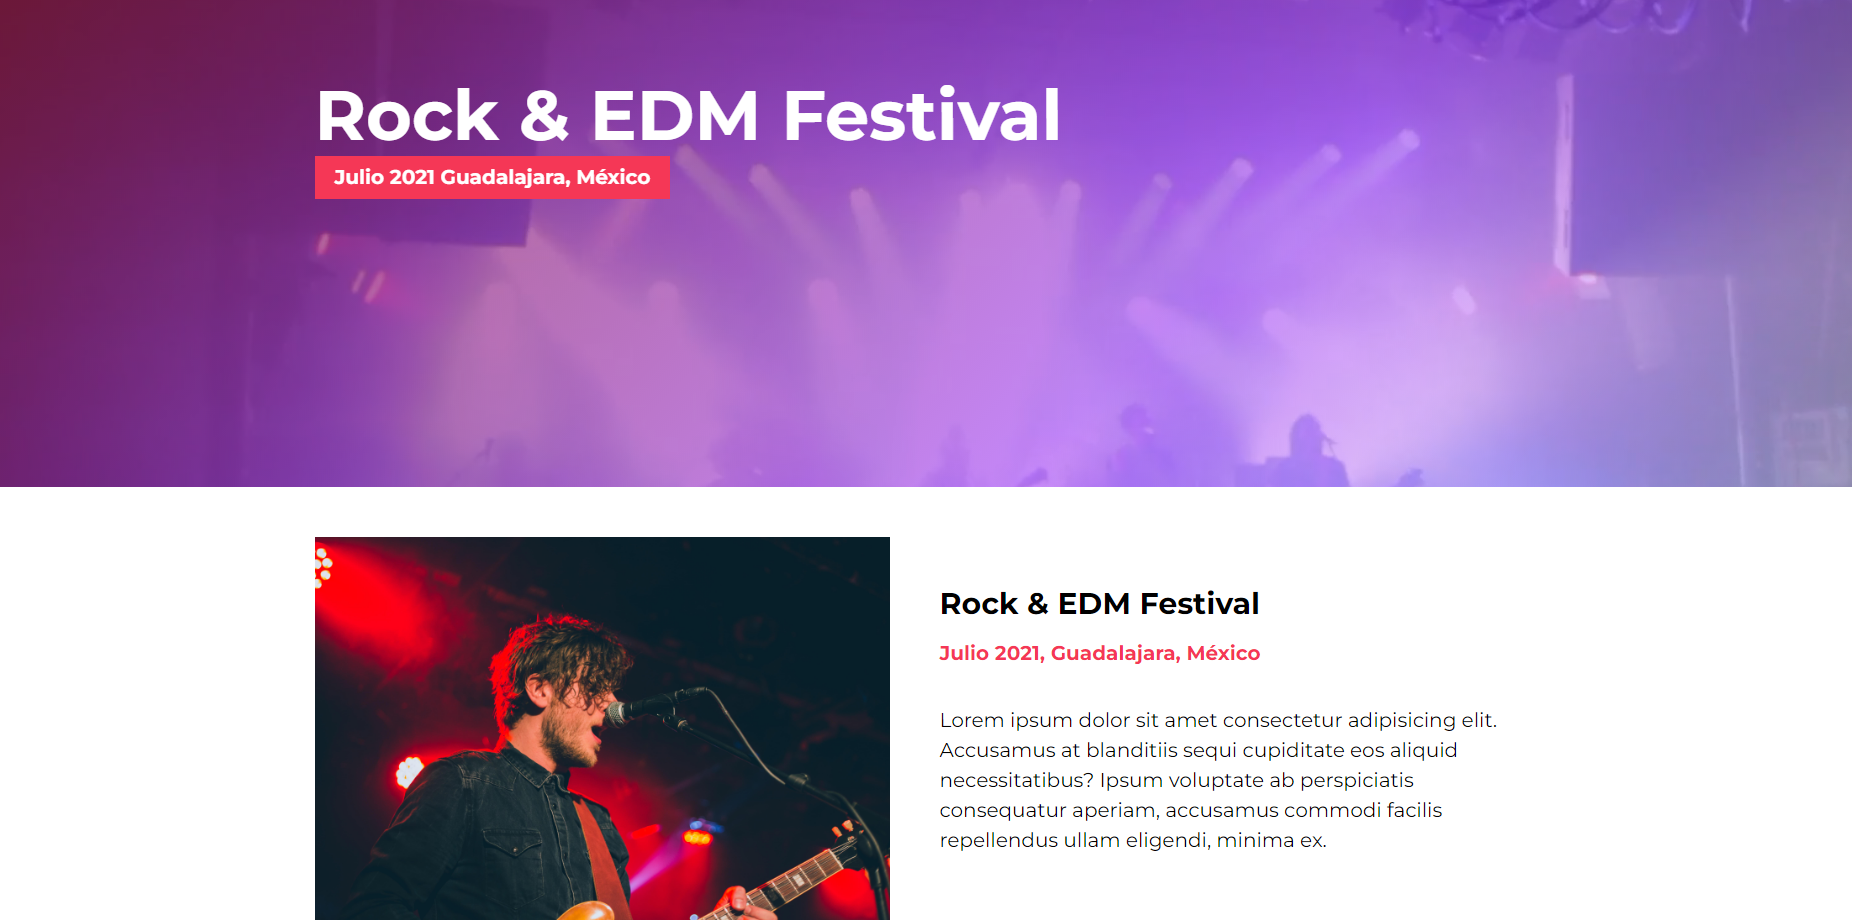 Rock & EDM Festival
Julio 2021 Guadalajara, México
Rock & EDM Festival
Julio 2021, Guadalajara, México
Lorem ipsum dolor sit amet consectetur adipisicing elit.
Accusamus at blanditiis sequi cupiditate eos aliquid
necessitatibus? Ipsum voluptate ab perspiciatis
consequatur aperiam, accusamus commodi facilis
repellendus ullam eligendi, minima ex.